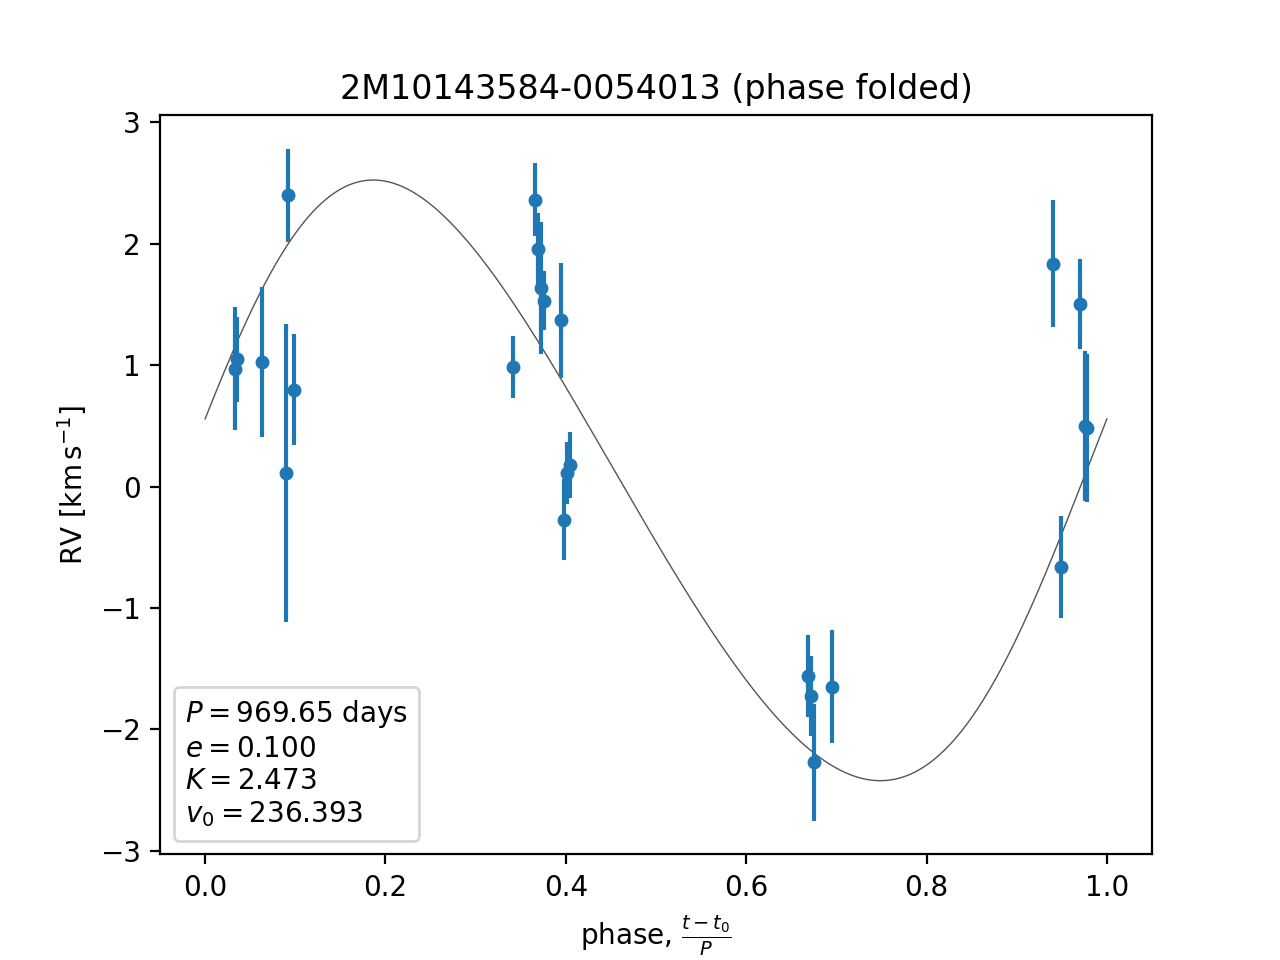 2M10143584-0054013 (phase folded)
3
2
1
0
−1
−2
−3
RV [km s⁻¹]
P = 969.65 days
e = 0.100
K = 2.473
v₀ = 236.393
0.0 0.2 0.4 0.6 0.8 1.0
phase, (t − t₀)/P